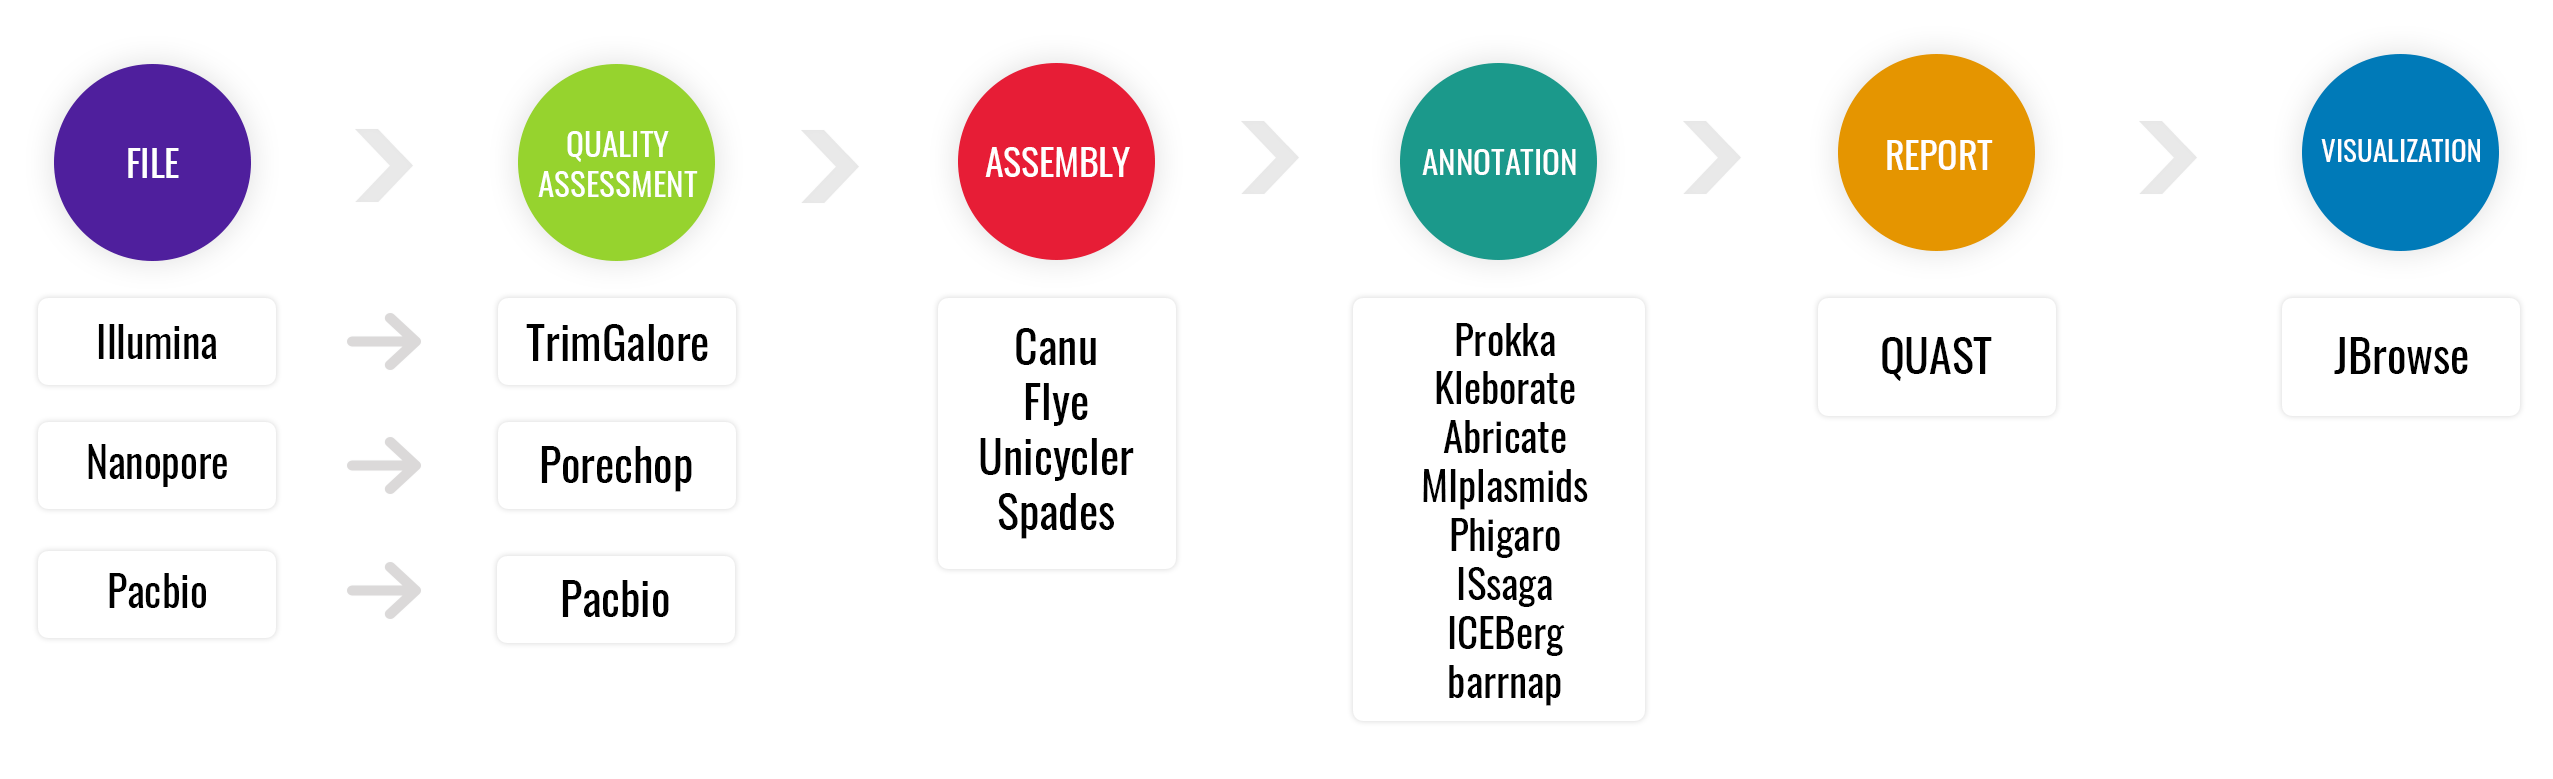 FILE
QUALITY
ASSESSMENT
ASSEMBLY
ANNOTATION
REPORT
VISUALIZATION
Illumina
TrimGalore
Nanopore
Porechop
Pacbio
Pacbio
Canu
Flye
Unicycler
Spades
Prokka
Kleborate
Abricate
Mlplasmids
Phigaro
ISsaga
ICEBerg
barrnap
QUAST
JBrowse